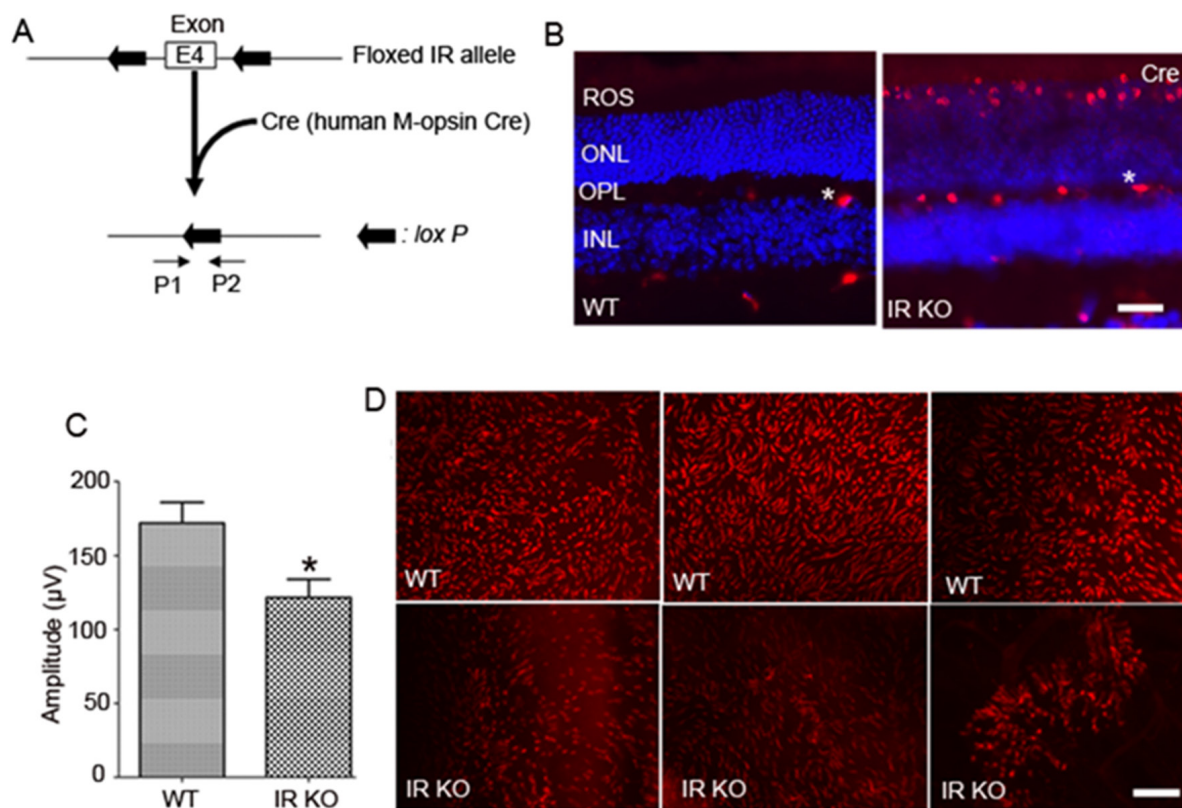 A
Exon
E4
Floxed IR allele
Cre (human M-opsin Cre)
: lox P
P1 P2
B
Cre
ROS
ONL
*
OPL
*
INL
WT
IR KO
C
200
150
100
50
0
Amplitude (µV)
*
WT IR KO
D
WT WT WT
IR KO IR KO IR KO